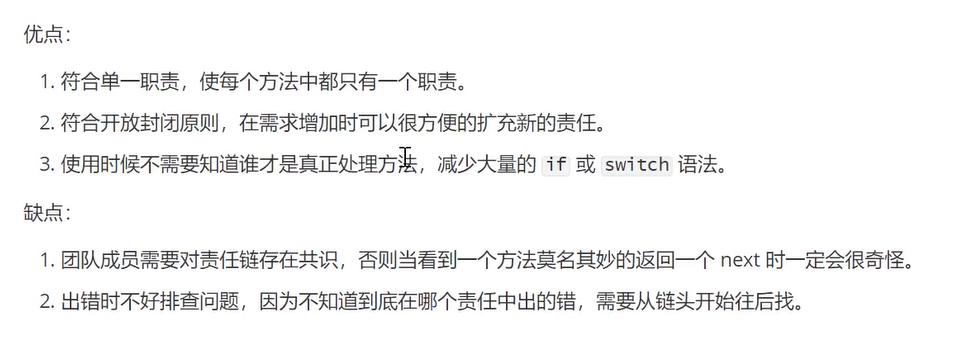 优点：
1. 符合单一职责，使每个方法中都只有一个职责。
2. 符合开放封闭原则，在需求增加时可以很方便的扩充新的责任。
3. 使用时候不需要知道谁才是真正处理方法，减少大量的 if 或 switch 语法。
缺点：
1. 团队成员需要对责任链存在共识，否则当看到一个方法莫名其妙的返回一个 next 时一定会很奇怪。
2. 出错时不好排查问题，因为不知道到底在哪个责任中出的错，需要从链头开始往后找。